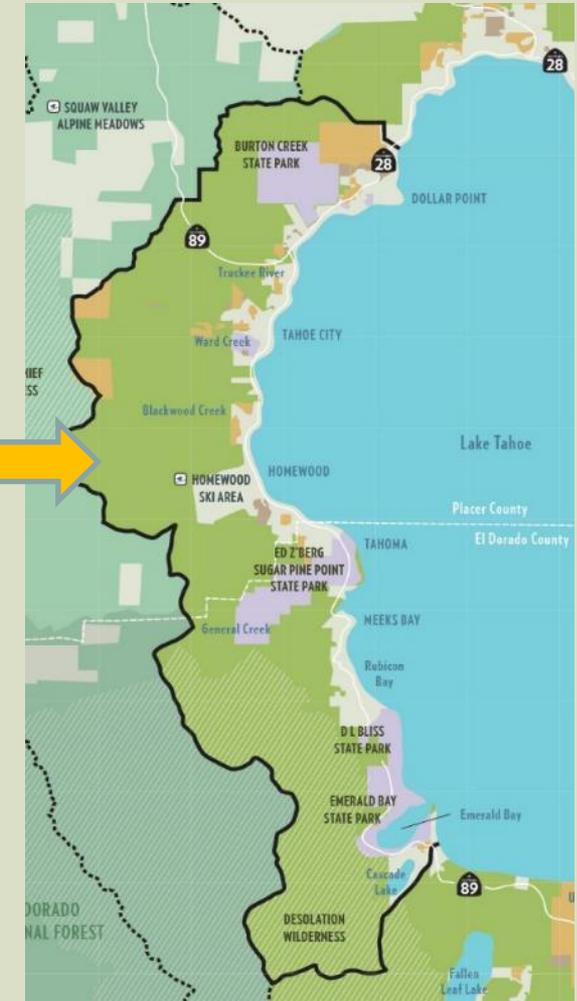 28
SQUAW VALLEY
ALPINE MEADOWS
BURTON CREEK
STATE PARK
28
DOLLAR POINT
89
Truckee River
TAHOE CITY
Ward Creek
IEF
SS
Blackwood Creek
Lake Tahoe
HOMEWOOD
SKI AREA
HOMEWOOD
Placer County
El Dorado County
TAHOMA
ED Z'BERG
SUGAR PINE POINT
STATE PARK
General Creek
MEEKS BAY
Rubicon
Bay
D L BLISS
STATE PARK
EMERALD BAY
STATE PARK
Emerald Bay
Cascade
Lake
89
DORADO
NAL FOREST
DESOLATION
WILDERNESS
Fallen
Leaf Lake